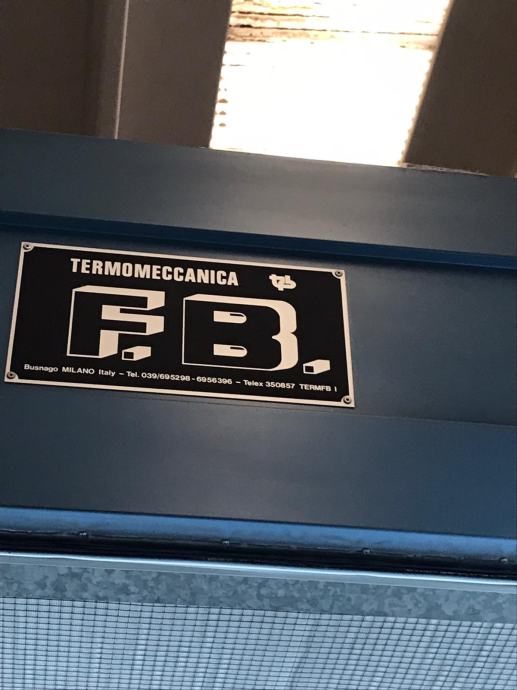 TERMOMECCANICA
F.B.
Busnago MILANO Italy – Tel. 039/695298 - 6956396 – Telex 350857 TERMFB I